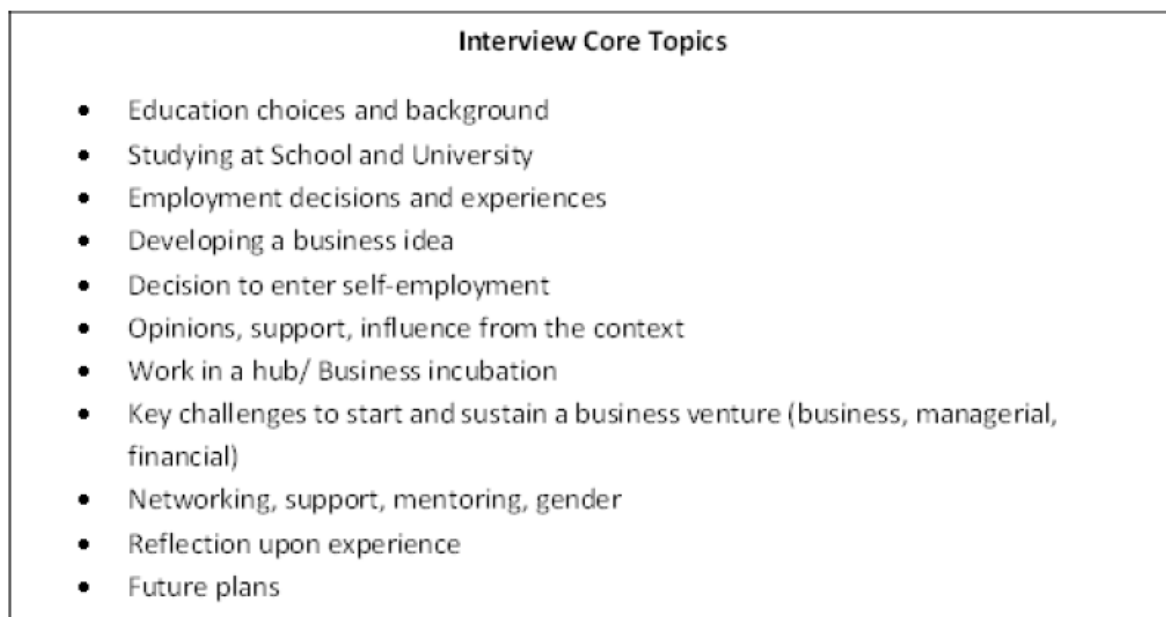 Interview Core Topics
• Education choices and background
• Studying at School and University
• Employment decisions and experiences
• Developing a business idea
• Decision to enter self-employment
• Opinions, support, influence from the context
• Work in a hub/ Business incubation
• Key challenges to start and sustain a business venture (business, managerial,
financial)
• Networking, support, mentoring, gender
• Reflection upon experience
• Future plans